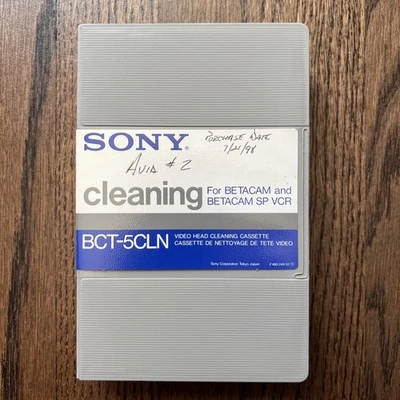 SONY.
PURCHASE DATE
7/21/98
AVID #2
cleaning
For BETACAM and
BETACAM SP VCR
BCT-5CLN
VIDEO HEAD CLEANING CASSETTE
CASSETTE DE NETTOYAGE DE TETE VIDEO
Sony Corporation Tokyo Japan